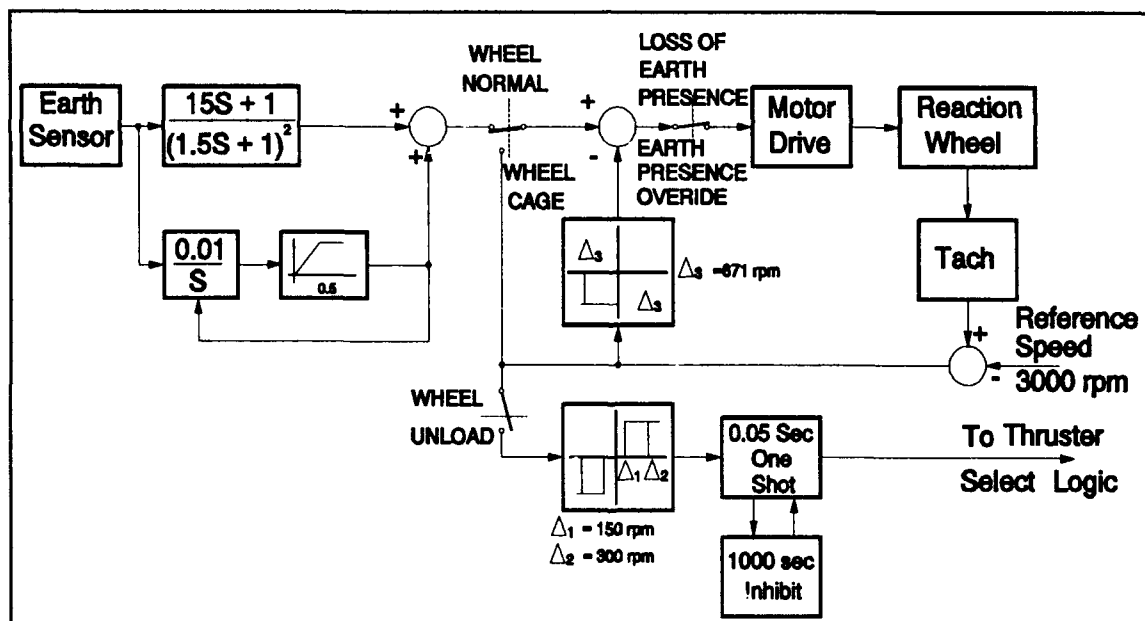 Earth
Sensor
15S + 1
(1.5S + 1)²
+
+
0.01
S
0.5
WHEEL
NORMAL
WHEEL
CAGE
+
-
LOSS OF
EARTH
PRESENCE
EARTH
PRESENCE
OVERIDE
Motor
Drive
Reaction
Wheel
Tach
+
-
Reference
Speed
3000 rpm
Δ₃
Δ₃
Δ₃ =671 rpm
WHEEL
UNLOAD
Δ₁ Δ₂
Δ₁ = 150 rpm
Δ₂ = 300 rpm
0.05 Sec
One
Shot
1000 sec
!nhibit
To Thruster
Select Logic